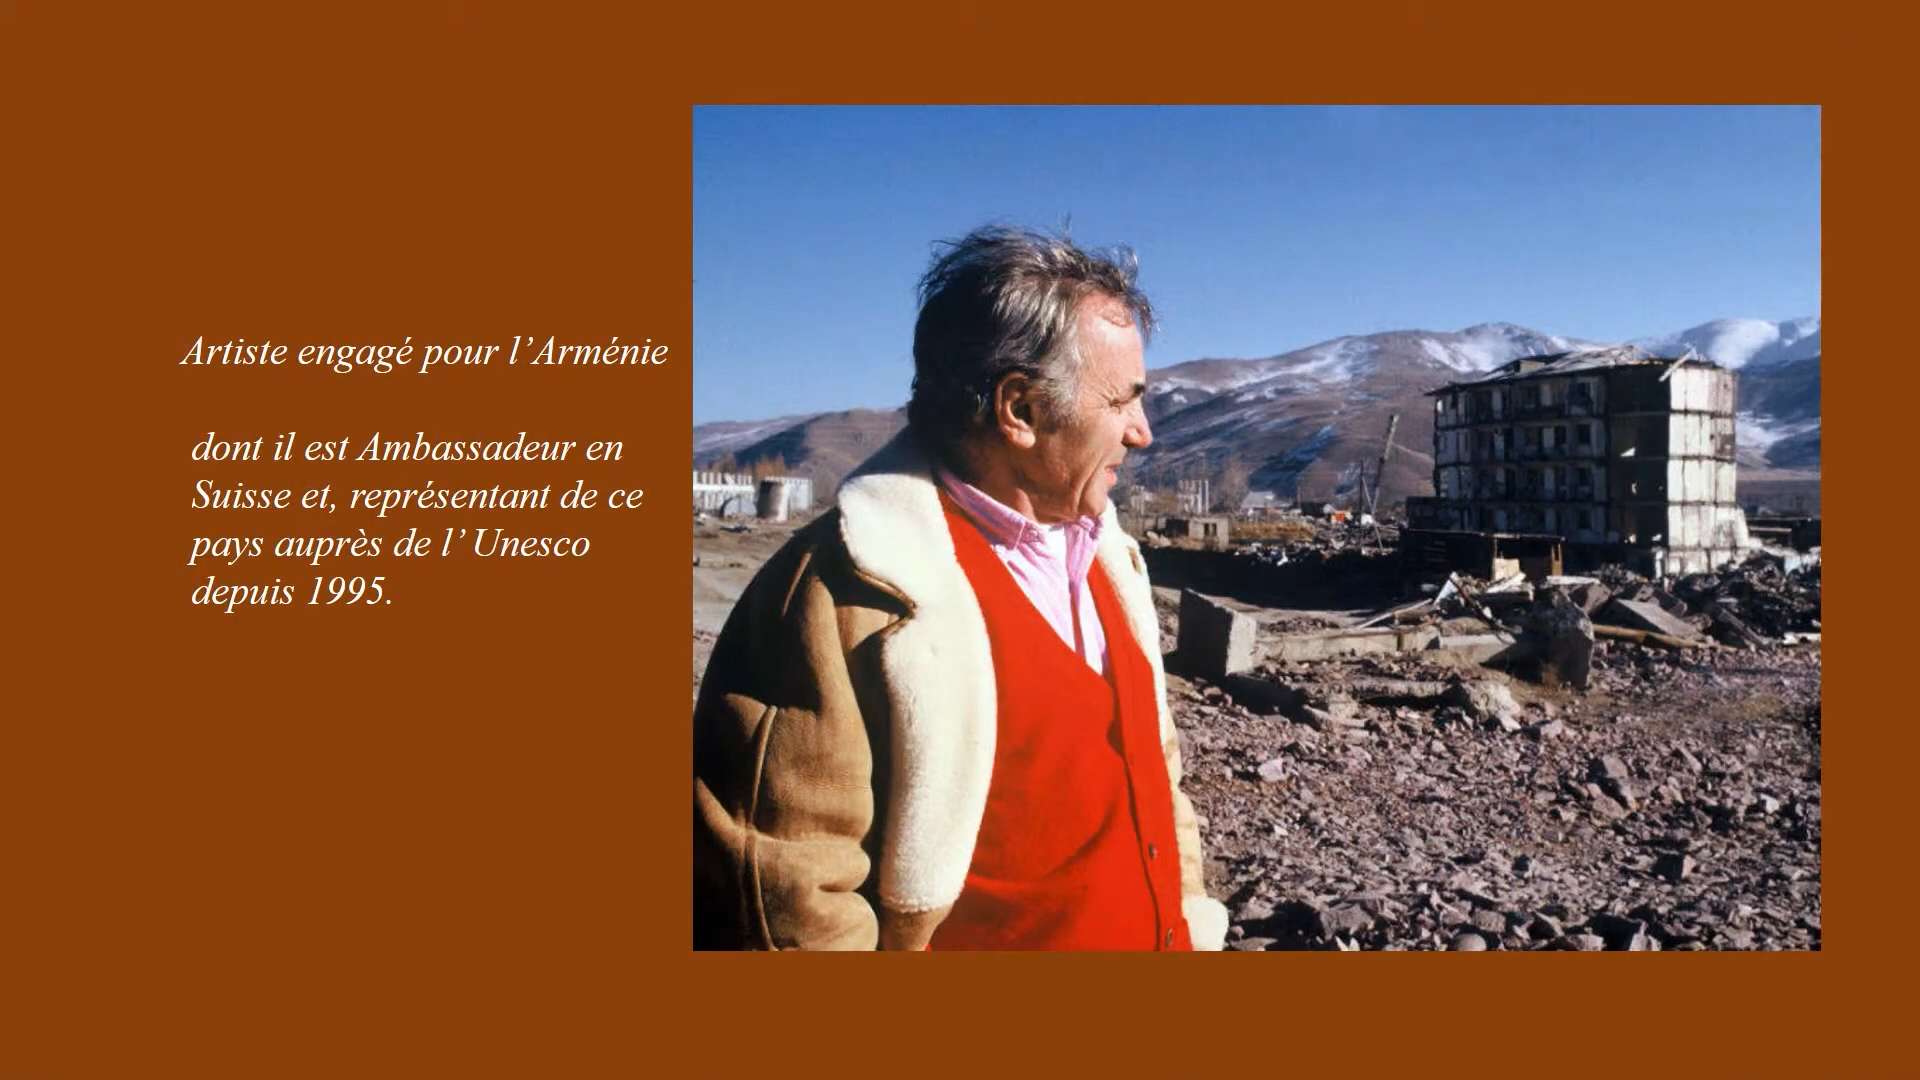 Artiste engagé pour l’Arménie
dont il est Ambassadeur en
Suisse et, représentant de ce
pays auprès de l’ Unesco
depuis 1995.